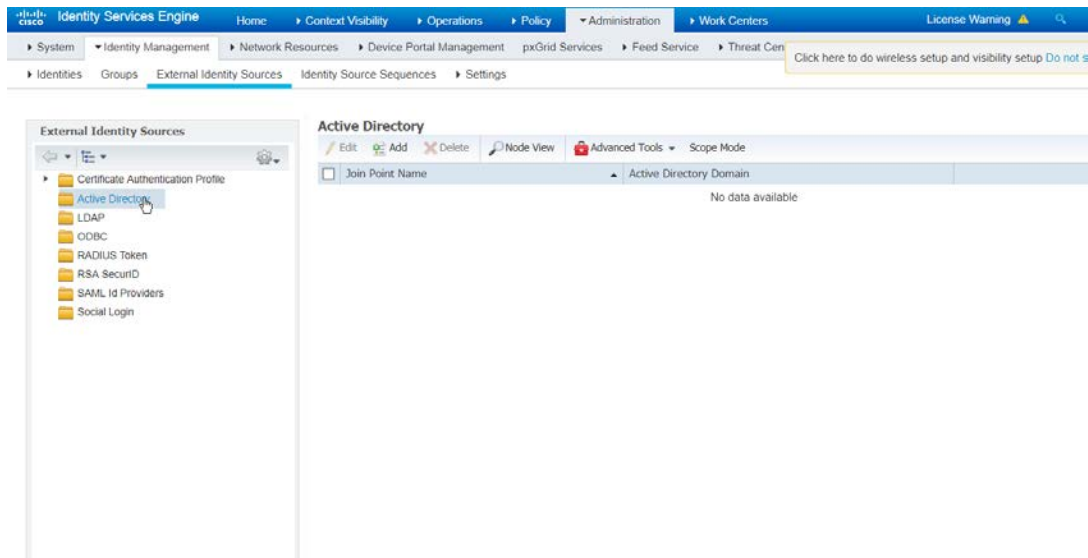 cisco Identity Services Engine Home Context Visibility Operations Policy Administration Work Centers License Warning
System Identity Management Network Resources Device Portal Management pxGrid Services Feed Service Threat Cen
Click here to do wireless setup and visibility setup Do not s
Identities Groups External Identity Sources Identity Source Sequences Settings
External Identity Sources
Certificate Authentication Profile
Active Directory
LDAP
ODBC
RADIUS Token
RSA SecurID
SAML Id Providers
Social Login
Active Directory
Edit Add Delete Node View Advanced Tools Scope Mode
Join Point Name Active Directory Domain
No data available